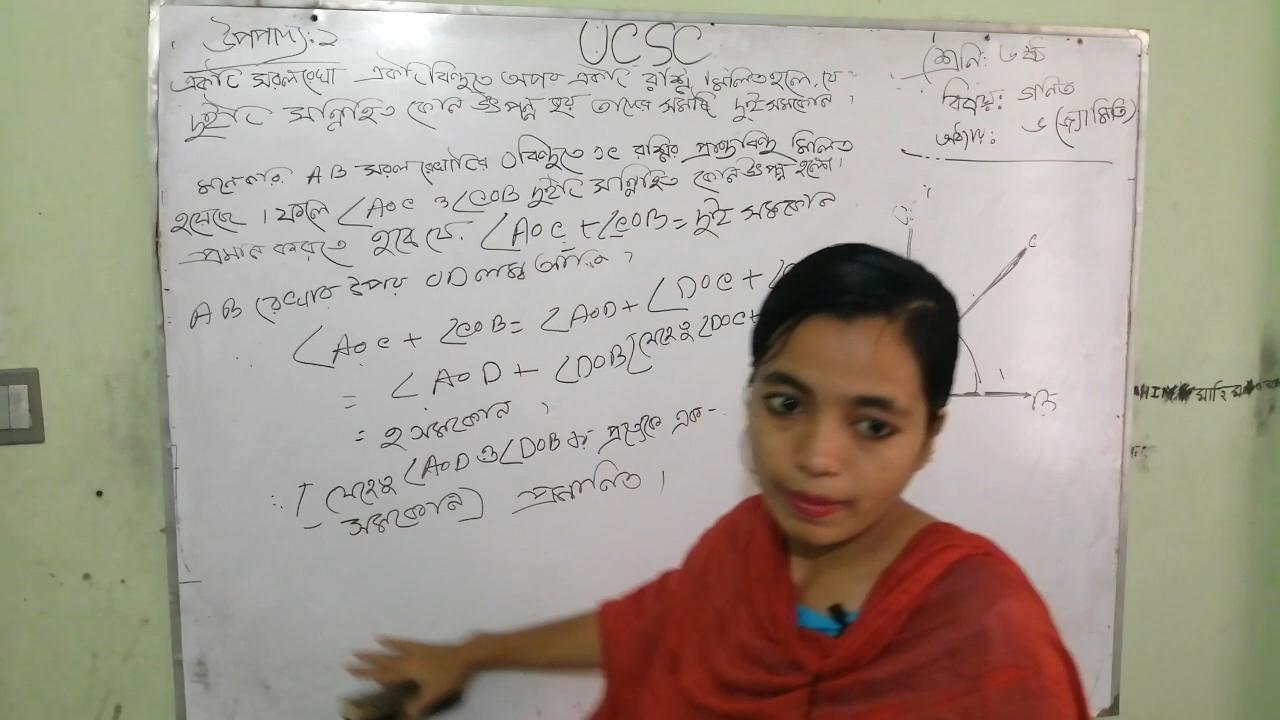 উপপাদ্য: ২
UCSC
একটি সরলরেখা একটি বিন্দুতে অপর একটি রশ্মি মিলিত হলে, যে
দুইটি সন্নিহিত কোন উৎপন্ন হয় তাদের সমষ্টি দুই সমকোন।
শ্রেনি: ৬ষ্ঠ
বিষয়: গনিত
অধ্যায়: ৬ (জ্যামিতি)
মনেকরি AB সরল রেখাটির O বিন্দুতে OC রশ্মির প্রান্তবিন্দু মিলিত
হয়েছে। ফলে ∠AOC ও ∠COB দুইটি সন্নিহিত কোন উৎপন্ন হলো।
প্রমান করতে হবে যে, ∠AOC + ∠COB = দুই সমকোন
AB রেখার উপর OD লম্ব আঁকি।
∠AOC + ∠COB = ∠AOD + ∠DOC + ∠
= ∠AOD + ∠DOB [যেহেতু ∠DOC +
= ২ সমকোন,
∴ [যেহেতু ∠AOD ও ∠DOB প্রত্যেকে এক-
সমকোন] প্রমানিত।
D
C
B